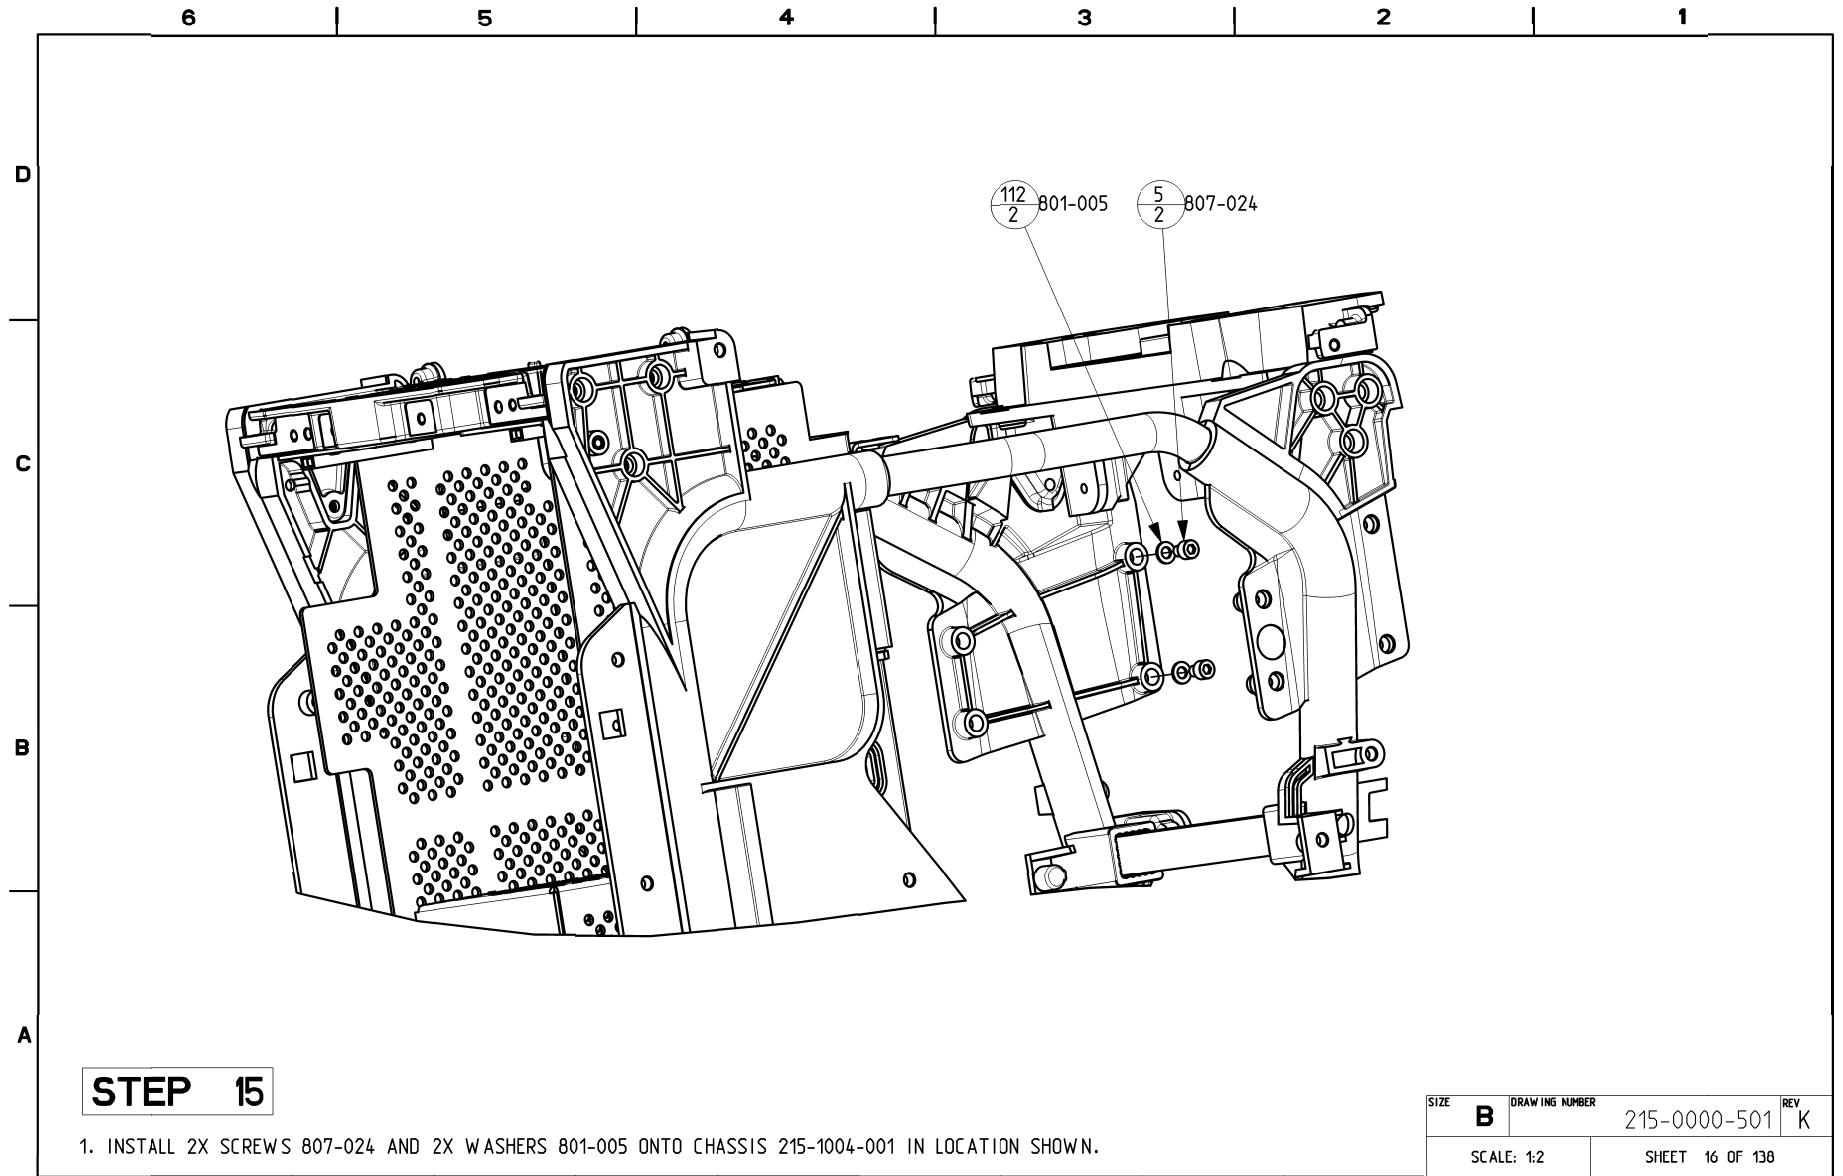 6 5 4 3 2 1
D
112 801-005 5 807-024
2 2
C
B
A
STEP 15
1. INSTALL 2X SCREWS 807-024 AND 2X WASHERS 801-005 ONTO CHASSIS 215-1004-001 IN LOCATION SHOWN.
SIZE DRAWING NUMBER REV
B 215-0000-501 K
SCALE: 1:2 SHEET 16 OF 138